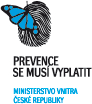 PREVENCE
SE MUSÍ VYPLATIT
MINISTERSTVO VNITRA
ČESKÉ REPUBLIKY